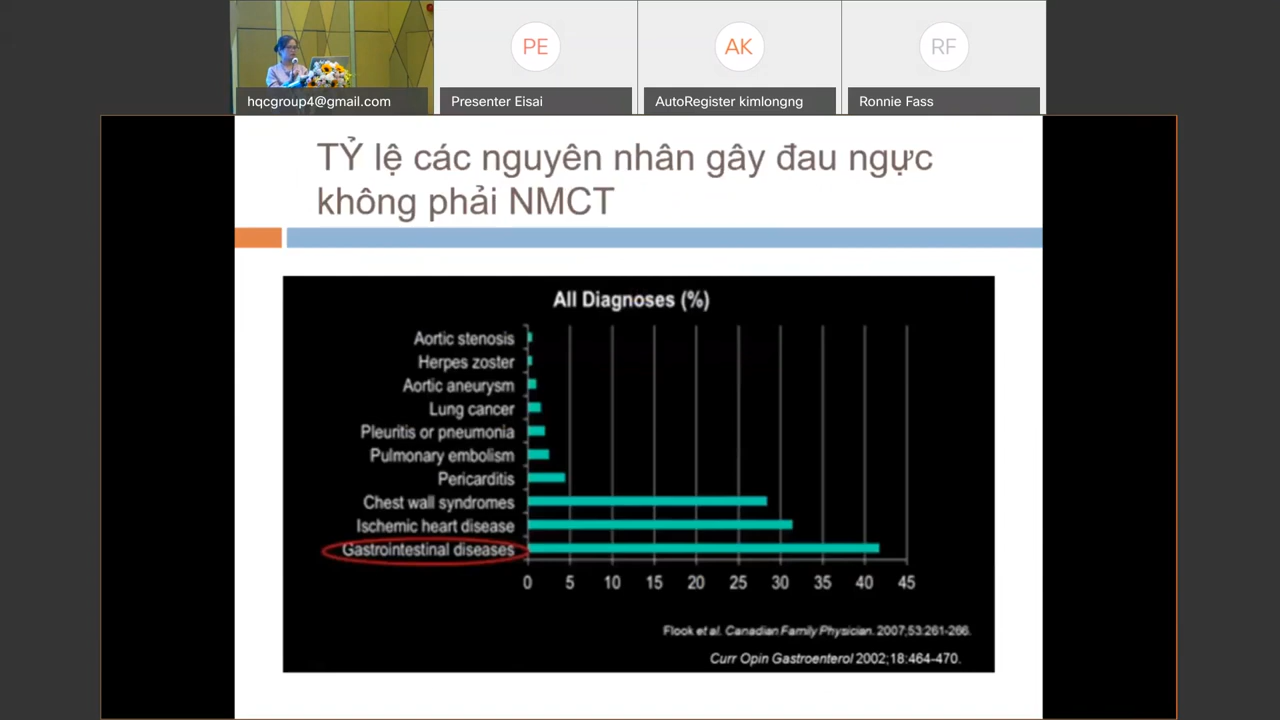 PE
AK
RF
hqcgroup4@gmail.com
Presenter Eisai
AutoRegister kimlongng
Ronnie Fass
TỶ lệ các nguyên nhân gây đau ngực
không phải NMCT
All Diagnoses (%)
Aortic stenosis
Herpes zoster
Aortic aneurysm
Lung cancer
Pleuritis or pneumonia
Pulmonary embolism
Pericarditis
Chest wall syndromes
Ischemic heart disease
Gastrointestinal diseases
0 5 10 15 20 25 30 35 40 45
Flook et al. Canadian Family Physician. 2007;53:261-266.
Curr Opin Gastroenterol 2002;18:464-470.